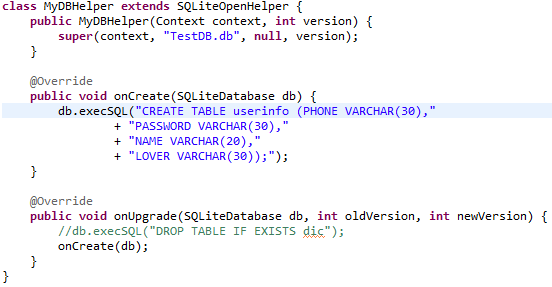 class MyDBHelper extends SQLiteOpenHelper {
    public MyDBHelper(Context context, int version) {
        super(context, "TestDB.db", null, version);
    }

    @Override
    public void onCreate(SQLiteDatabase db) {
        db.execSQL("CREATE TABLE userinfo (PHONE VARCHAR(30),"
                + "PASSWORD VARCHAR(30),"
                + "NAME VARCHAR(20),"
                + "LOVER VARCHAR(30));");
    }

    @Override
    public void onUpgrade(SQLiteDatabase db, int oldVersion, int newVersion) {
        //db.execSQL("DROP TABLE IF EXISTS dic");
        onCreate(db);
    }
}